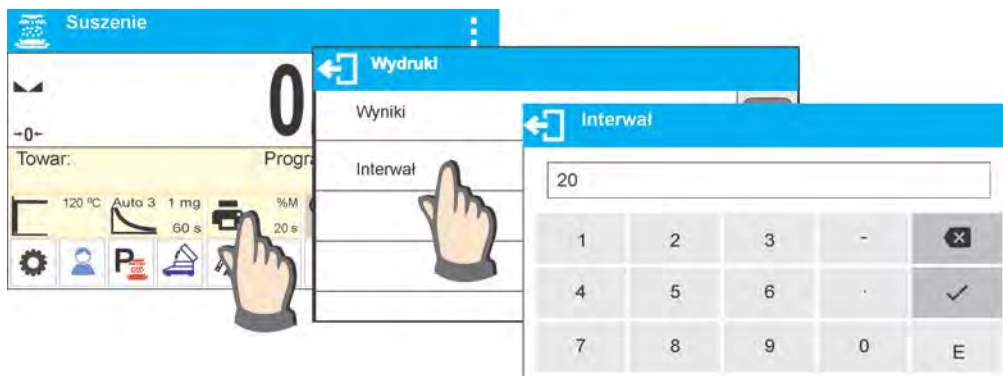 Suszenie
0
→0←
Towar:
Progra
120 °C
Auto 3
1 mg
60 s
%M
20 s
P
Wydruki
Wyniki
Interwał
Interwał
20
1 2 3 -
4 5 6 .
7 8 9 0 E